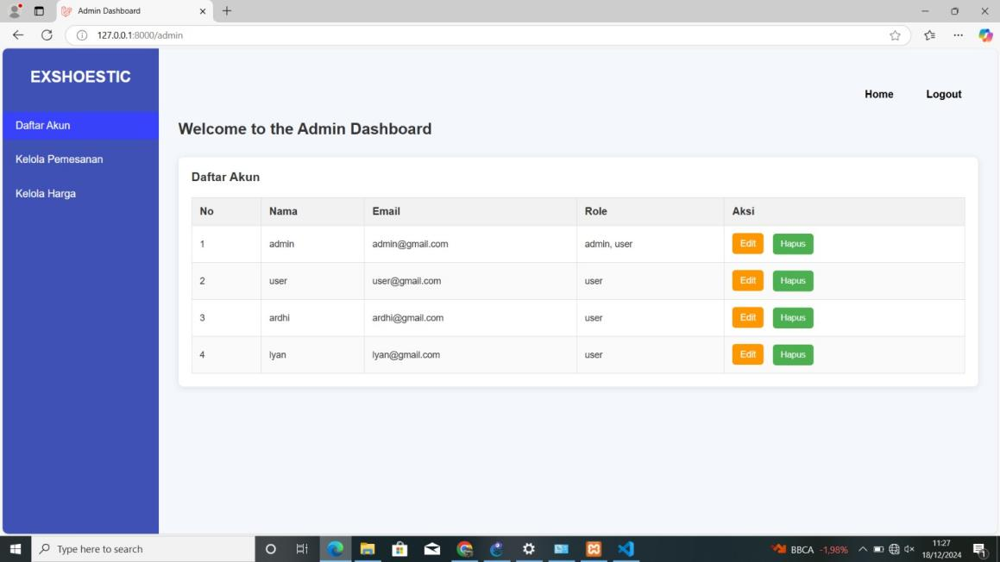 Admin Dashboard
127.0.0.1:8000/admin
EXSHOESTIC
Home Logout
Daftar Akun
Welcome to the Admin Dashboard
Kelola Pemesanan
Kelola Harga
Daftar Akun
No Nama Email Role Aksi
1 admin admin@gmail.com admin, user Edit Hapus
2 user user@gmail.com user Edit Hapus
3 ardhi ardhi@gmail.com user Edit Hapus
4 lyan lyan@gmail.com user Edit Hapus
Type here to search
BBCA -1,98%
11:27
18/12/2024
1